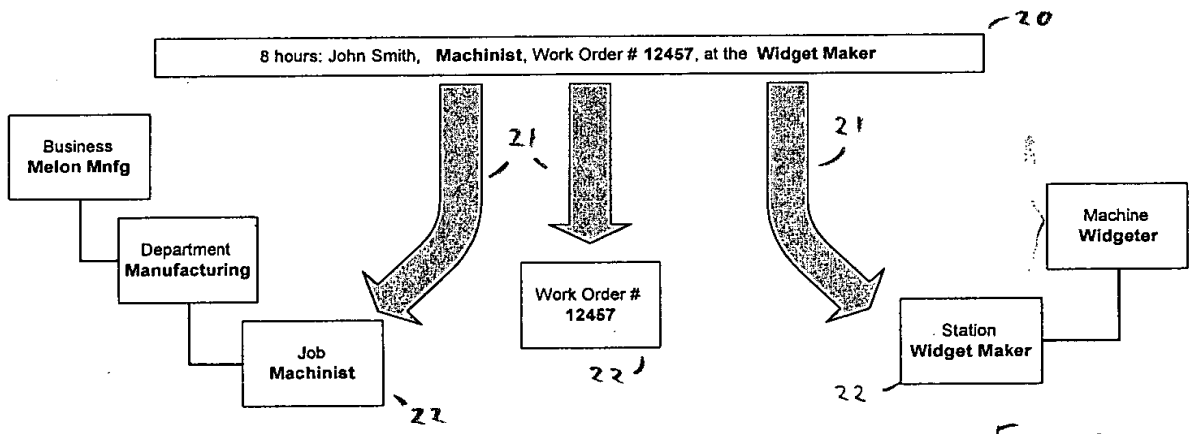 20
8 hours: John Smith, Machinist, Work Order # 12457, at the Widget Maker
21
21
Business
Melon Mnfg
Department
Manufacturing
Job
Machinist
22
Work Order #
12457
22
Machine
Widgeter
Station
Widget Maker
22